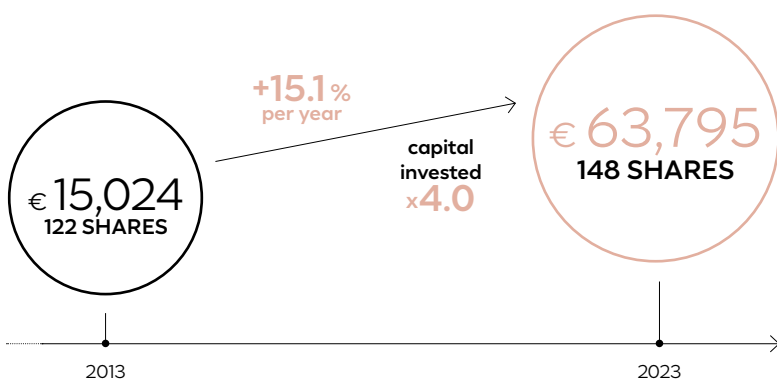 +15.1%
per year
€ 15,024
122 SHARES
capital
invested
x4.0
€ 63,795
148 SHARES
2013
2023